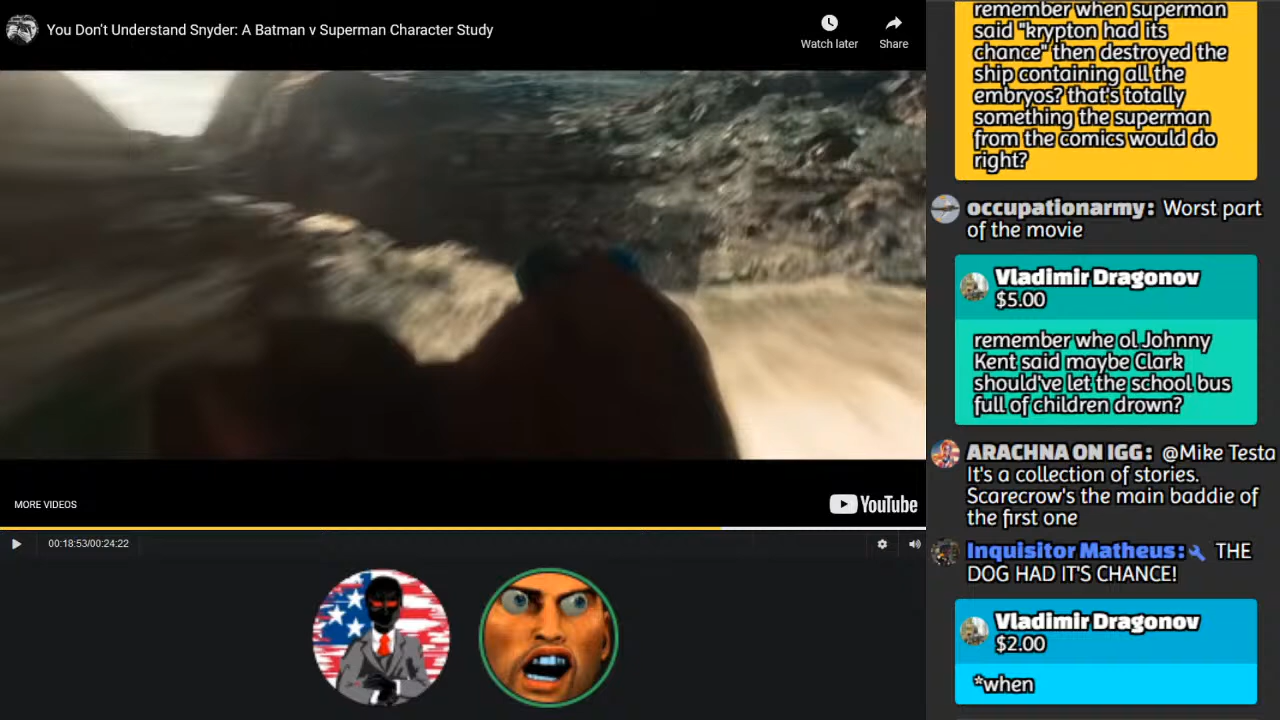 You Don't Understand Snyder: A Batman v Superman Character Study
Watch later
Share
MORE VIDEOS
YouTube
00:18:53/00:24:22
remember when superman
said "krypton had its
chance" then destroyed the
ship containing all the
embryos? that's totally
something the superman
from the comics would do
right?
occupationarmy: Worst part
of the movie
Vladimir Dragonov
$5.00
remember whe ol Johnny
Kent said maybe Clark
should've let the school bus
full of children drown?
ARACHNA ON IGG: @Mike Testa
It's a collection of stories.
Scarecrow's the main baddie of
the first one
Inquisitor Matheus: THE
DOG HAD IT'S CHANCE!
Vladimir Dragonov
$2.00
*when